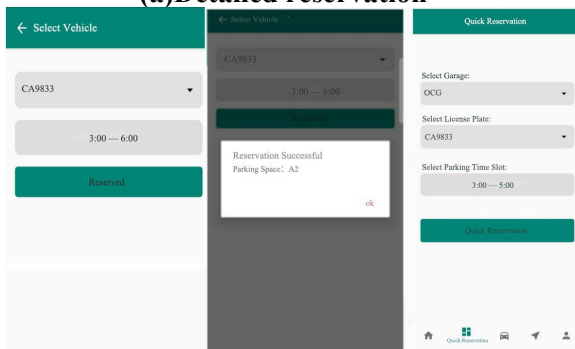 (a)Detailed reservation
← Select Vehicle
CA9833
3:00 — 6:00
Reserved
← Select Vehicle
CA9833
3:00 — 6:00
Reserved
Reservation Successful
Parking Space: A2
ok
Quick Reservation
Select Garage:
OCG
Select License Plate:
CA9833
Select Parking Time Slot:
3:00 — 5:00
Quick Reservation
Quick Reservation